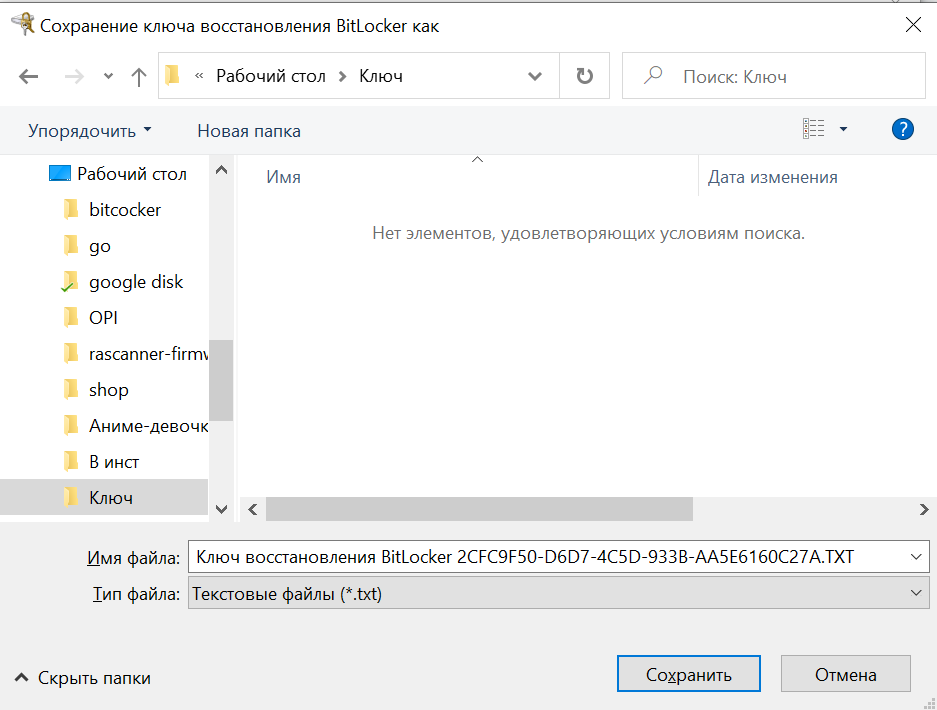 Сохранение ключа восстановления BitLocker как
« Рабочий стол › Ключ
Поиск: Ключ
Упорядочить
Новая папка
?
Рабочий стол
bitcocker
go
google disk
OPI
rascanner-firmw
shop
Аниме-девочк
В инст
Ключ
Имя
Дата изменения
Нет элементов, удовлетворяющих условиям поиска.
Имя файла:
Ключ восстановления BitLocker 2CFC9F50-D6D7-4C5D-933B-AA5E6160C27A.TXT
Тип файла:
Текстовые файлы (*.txt)
Скрыть папки
Сохранить
Отмена